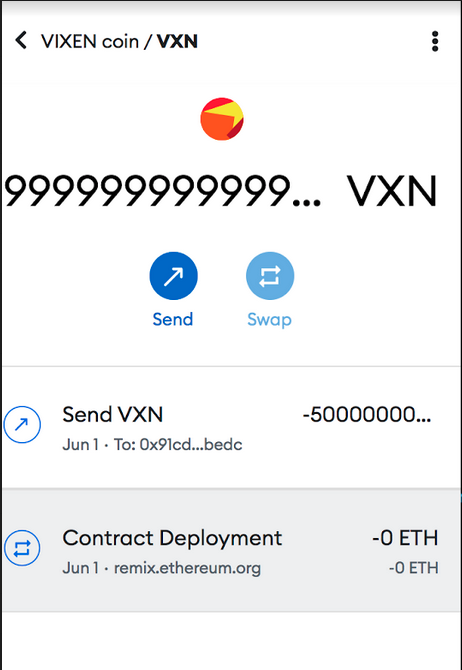 VIXEN coin / VXN
999999999999999... VXN
Send Swap
Send VXN -50000000...
Jun 1 · To: 0x91cd...bedc
Contract Deployment -0 ETH
Jun 1 · remix.ethereum.org -0 ETH